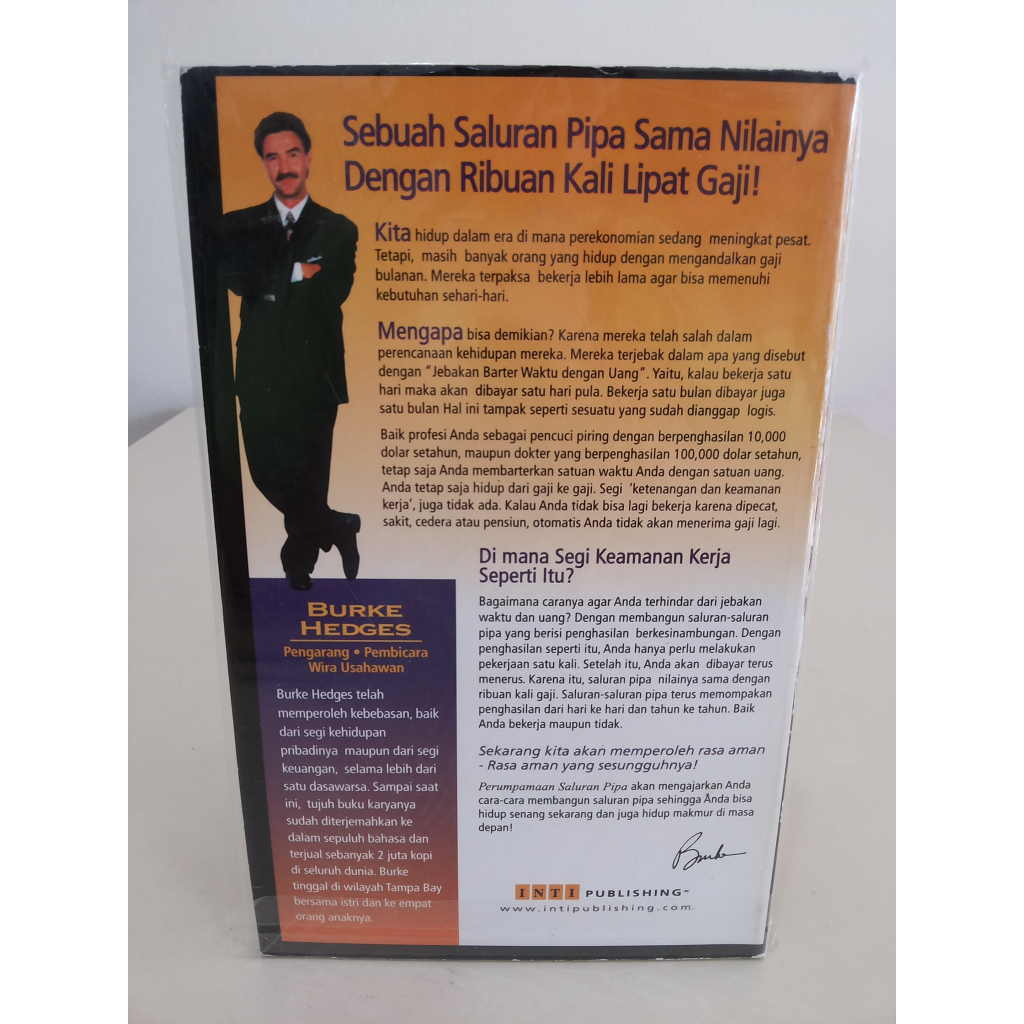 Sebuah Saluran Pipa Sama Nilainya
Dengan Ribuan Kali Lipat Gaji!
Kita hidup dalam era di mana perekonomian sedang meningkat pesat.
Tetapi, masih banyak orang yang hidup dengan mengandalkan gaji
bulanan. Mereka terpaksa bekerja lebih lama agar bisa memenuhi
kebutuhan sehari-hari.
Mengapa bisa demikian? Karena mereka telah salah dalam
perencanaan kehidupan mereka. Mereka terjebak dalam apa yang disebut
dengan “Jebakan Barter Waktu dengan Uang”. Yaitu, kalau bekerja satu
hari maka akan dibayar satu hari pula. Bekerja satu bulan dibayar juga
satu bulan Hal ini tampak seperti sesuatu yang sudah dianggap logis.
Baik profesi Anda sebagai pencuci piring dengan berpenghasilan 10,000
dolar setahun, maupun dokter yang berpenghasilan 100,000 dolar setahun,
tetap saja Anda membarterkan satuan waktu Anda dengan satuan uang.
Anda tetap saja hidup dari gaji ke gaji. Segi ‘ketenangan dan keamanan
kerja’, juga tidak ada. Kalau Anda tidak bisa lagi bekerja karena dipecat,
sakit, cedera atau pensiun, otomatis Anda tidak akan menerima gaji lagi.
Di mana Segi Keamanan Kerja
Seperti Itu?
Bagaimana caranya agar Anda terhindar dari jebakan
waktu dan uang? Dengan membangun saluran-saluran
pipa yang berisi penghasilan berkesinambungan. Dengan
penghasilan seperti itu, Anda hanya perlu melakukan
pekerjaan satu kali. Setelah itu, Anda akan dibayar terus
menerus. Karena itu, saluran pipa nilainya sama dengan
ribuan kali gaji. Saluran-saluran pipa terus memompakan
penghasilan dari hari ke hari dan tahun ke tahun. Baik
Anda bekerja maupun tidak.
Sekarang kita akan memperoleh rasa aman
- Rasa aman yang sesungguhnya!
Perumpamaan Saluran Pipa akan mengajarkan Anda
cara-cara membangun saluran pipa sehingga Anda bisa
hidup senang sekarang dan juga hidup makmur di masa
depan!
Burke
INTI PUBLISHING™
www.intipublishing.com
BURKE
HEDGES
Pengarang • Pembicara
Wira Usahawan
Burke Hedges telah
memperoleh kebebasan, baik
dari segi kehidupan
pribadinya maupun dari segi
keuangan, selama lebih dari
satu dasawarsa. Sampai saat
ini, tujuh buku karyanya
sudah diterjemahkan ke
dalam sepuluh bahasa dan
terjual sebanyak 2 juta kopi
di seluruh dunia. Burke
tinggal di wilayah Tampa Bay
bersama istri dan ke empat
orang anaknya.